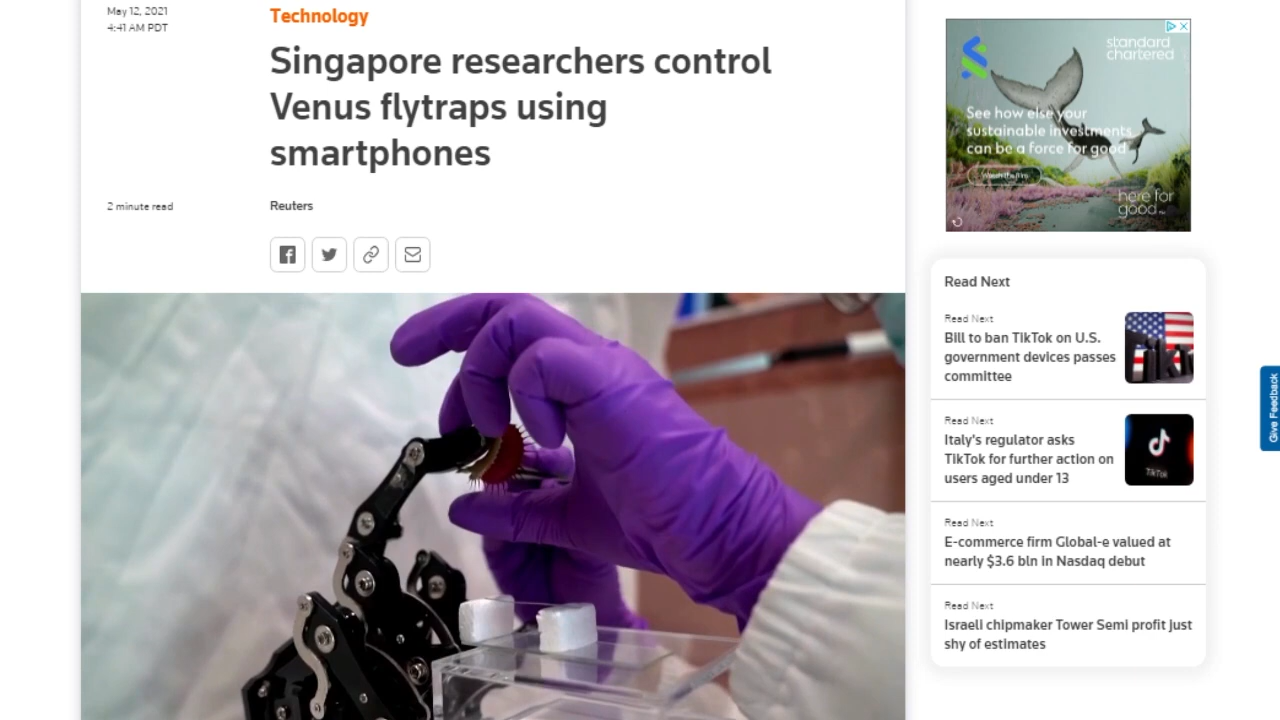 May 12, 2021
4:41 AM PDT
Technology
Singapore researchers control
Venus flytraps using
smartphones
2 minute read
Reuters
standard
chartered
See how else your
sustainable investments
can be a force for good
Watch the film
here for
good
Read Next
Read Next
Bill to ban TikTok on U.S.
government devices passes
committee
Read Next
Italy's regulator asks
TikTok for further action on
users aged under 13
TikTok
Read Next
E-commerce firm Global-e valued at
nearly $3.6 bln in Nasdaq debut
Read Next
Israeli chipmaker Tower Semi profit just
shy of estimates
Give Feedback